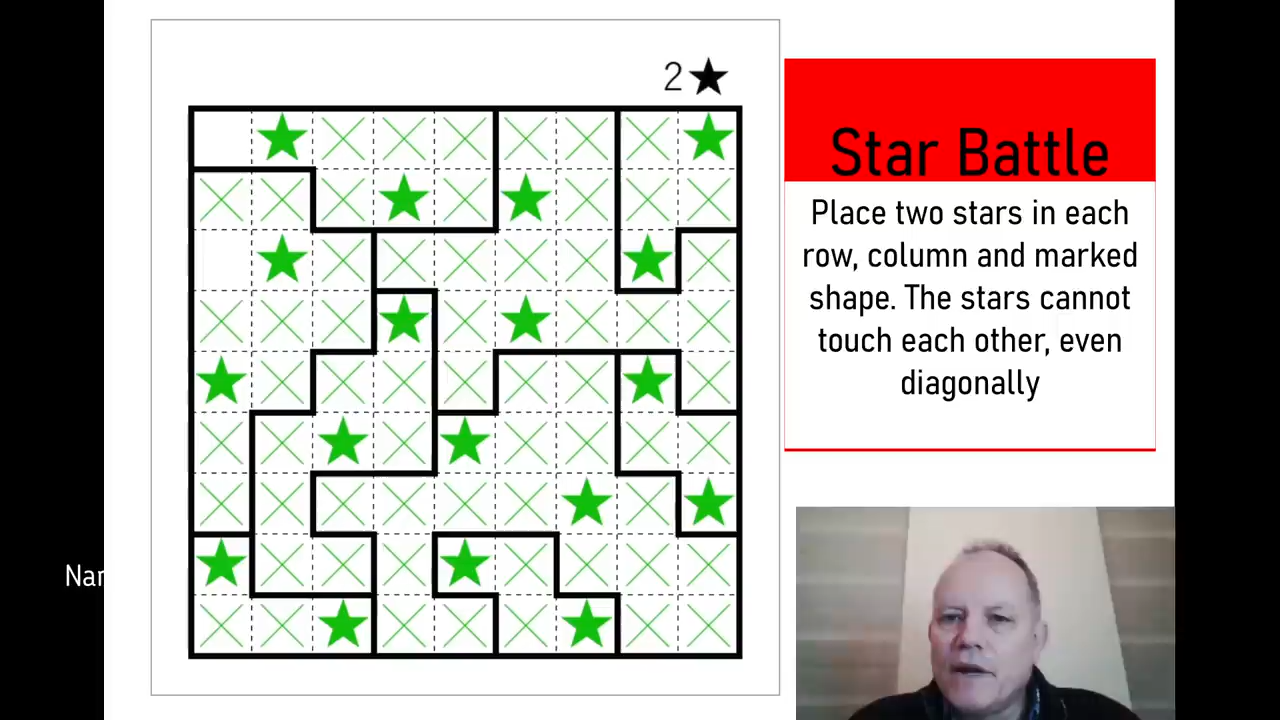 2★
Star Battle
Place two stars in each
row, column and marked
shape. The stars cannot
touch each other, even
diagonally
Nar